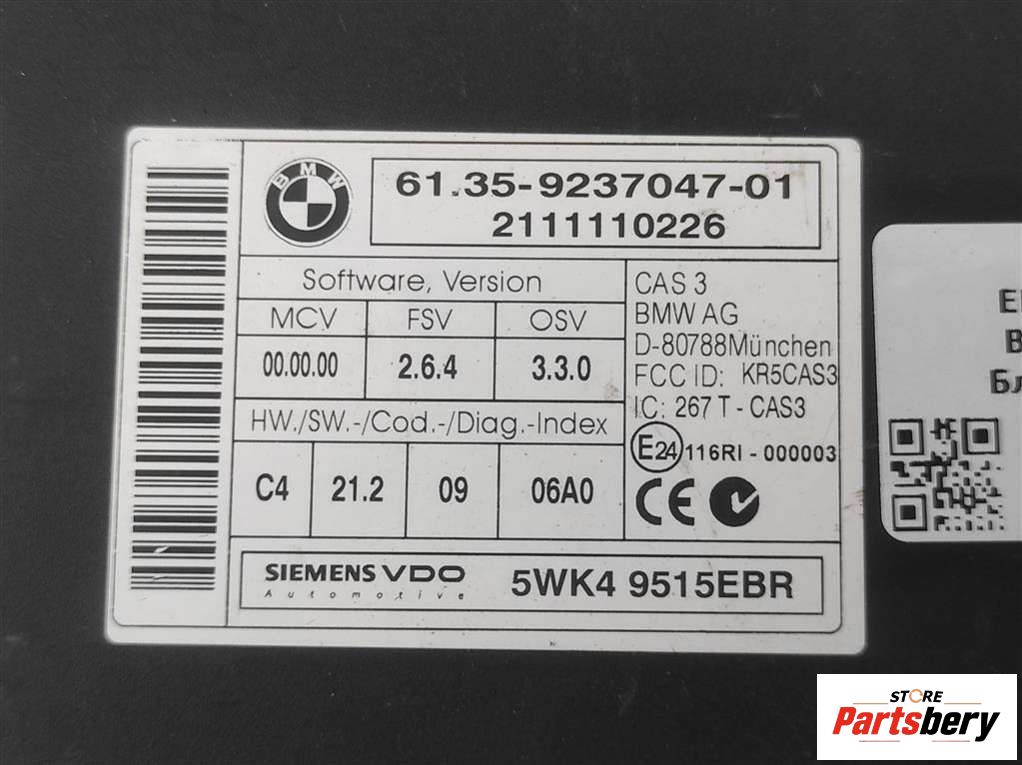 BMW
61.35-9237047-01
2111110226
Software, Version
MCV FSV OSV
00.00.00 2.6.4 3.3.0
HW./SW.-/Cod.-/Diag.-Index
C4 21.2 09 06A0
CAS 3
BMW AG
D-80788München
FCC ID: KR5CAS3
IC: 267 T - CAS3
E24 116RI - 000003
CE
SIEMENS VDO
Automotive
5WK4 9515EBR
STORE
Partsbery